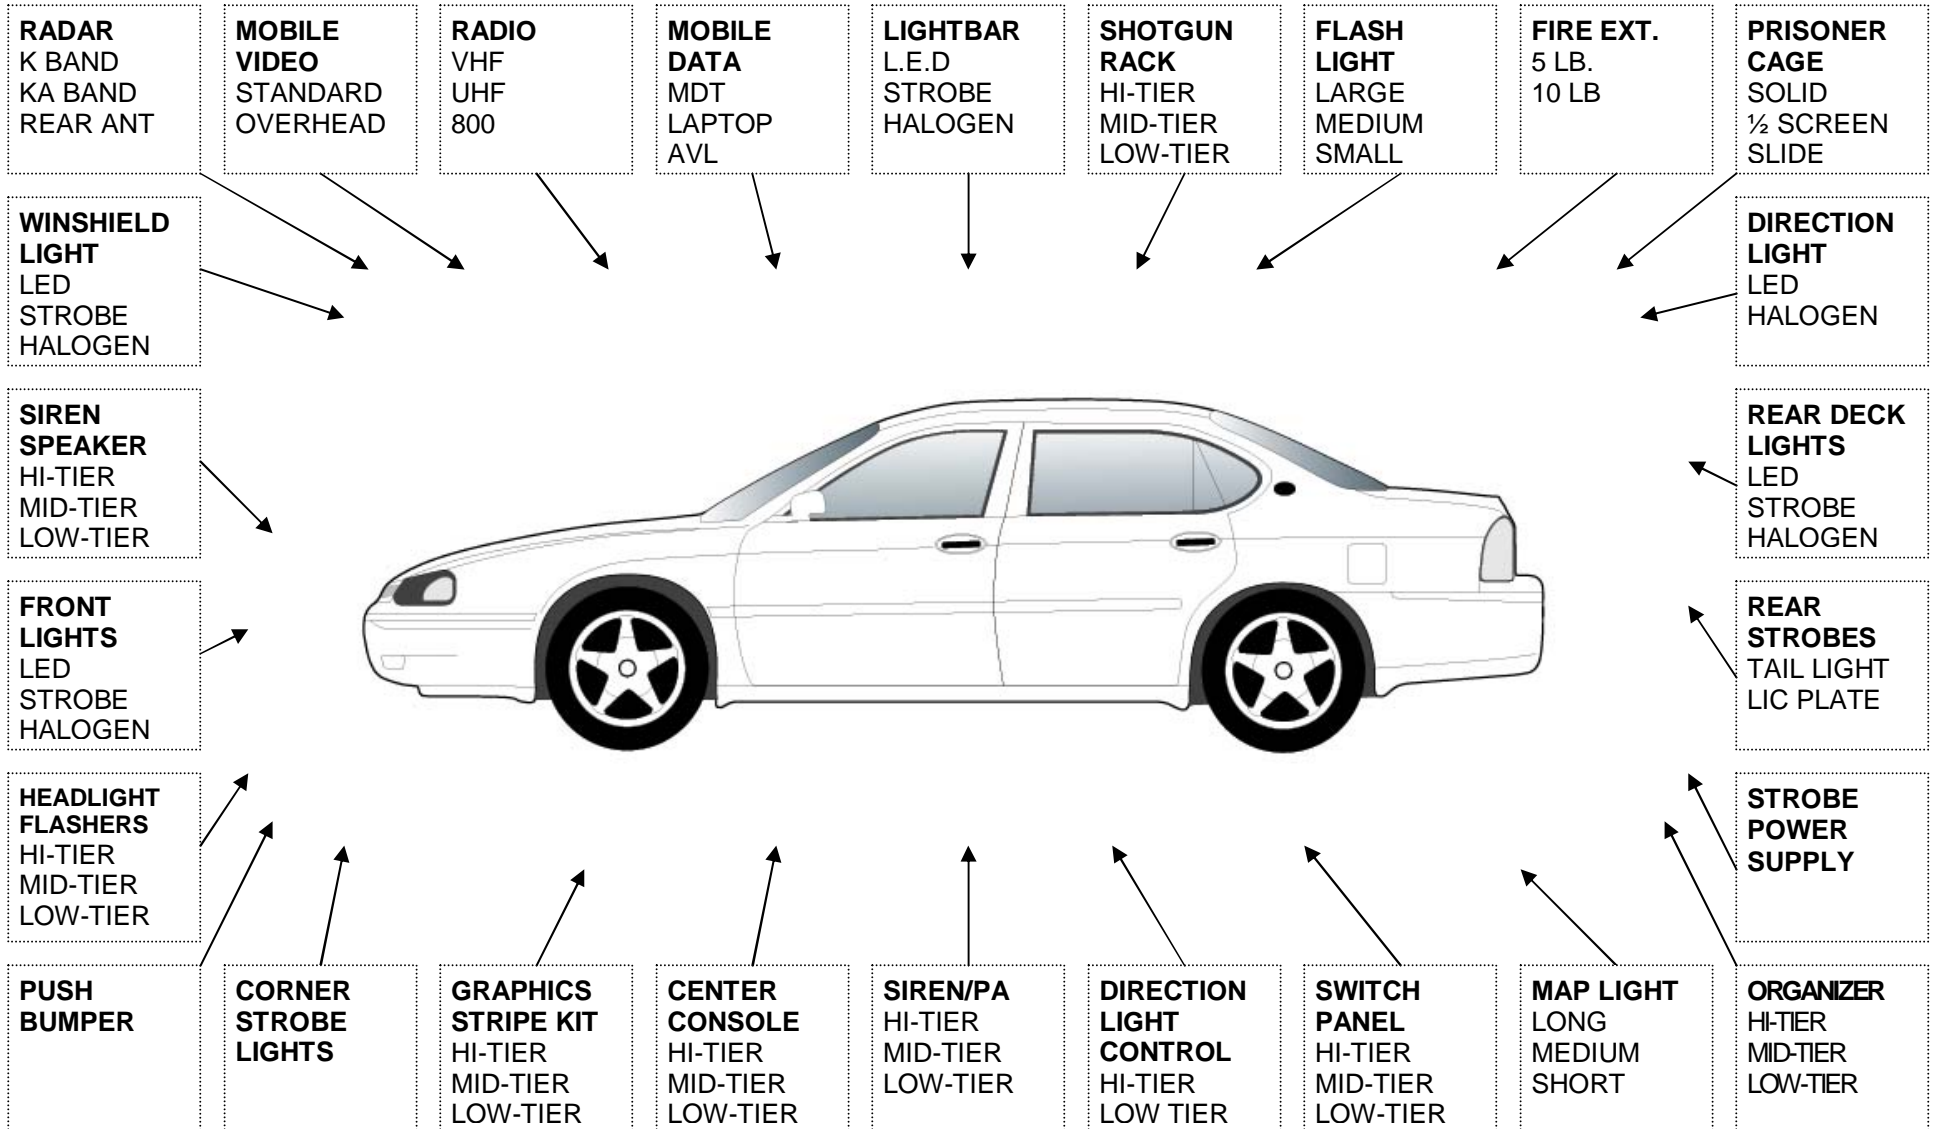 RADAR
K BAND
KA BAND
REAR ANT
MOBILE
VIDEO
STANDARD
OVERHEAD
RADIO
VHF
UHF
800
MOBILE
DATA
MDT
LAPTOP
AVL
LIGHTBAR
L.E.D
STROBE
HALOGEN
SHOTGUN
RACK
HI-TIER
MID-TIER
LOW-TIER
FLASH
LIGHT
LARGE
MEDIUM
SMALL
FIRE EXT.
5 LB.
10 LB
PRISONER
CAGE
SOLID
½ SCREEN
SLIDE
WINSHIELD
LIGHT
LED
STROBE
HALOGEN
DIRECTION
LIGHT
LED
HALOGEN
SIREN
SPEAKER
HI-TIER
MID-TIER
LOW-TIER
REAR DECK
LIGHTS
LED
STROBE
HALOGEN
FRONT
LIGHTS
LED
STROBE
HALOGEN
REAR
STROBES
TAIL LIGHT
LIC PLATE
HEADLIGHT
FLASHERS
HI-TIER
MID-TIER
LOW-TIER
STROBE
POWER
SUPPLY
PUSH
BUMPER
CORNER
STROBE
LIGHTS
GRAPHICS
STRIPE KIT
HI-TIER
MID-TIER
LOW-TIER
CENTER
CONSOLE
HI-TIER
MID-TIER
LOW-TIER
SIREN/PA
HI-TIER
MID-TIER
LOW-TIER
DIRECTION
LIGHT
CONTROL
HI-TIER
LOW TIER
SWITCH
PANEL
HI-TIER
MID-TIER
LOW-TIER
MAP LIGHT
LONG
MEDIUM
SHORT
ORGANIZER
HI-TIER
MID-TIER
LOW-TIER